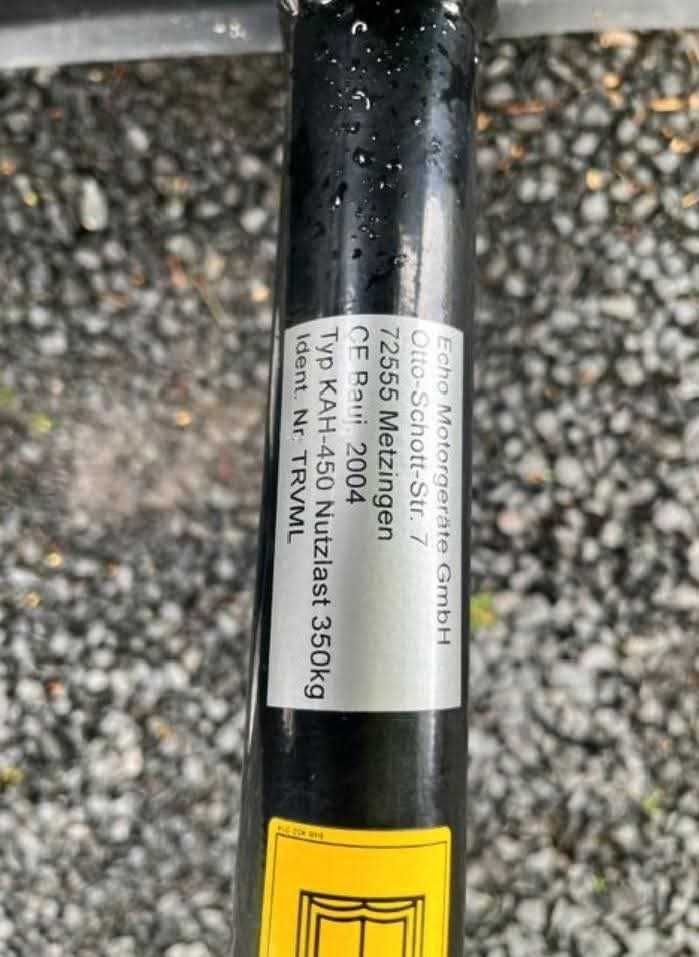 Echo Motorgeräte GmbH
Otto-Schott-Str. 7
72555 Metzingen
CE Bauj. 2004
Typ KAH-450 Nutzlast 350kg
Ident. Nr. TRVML